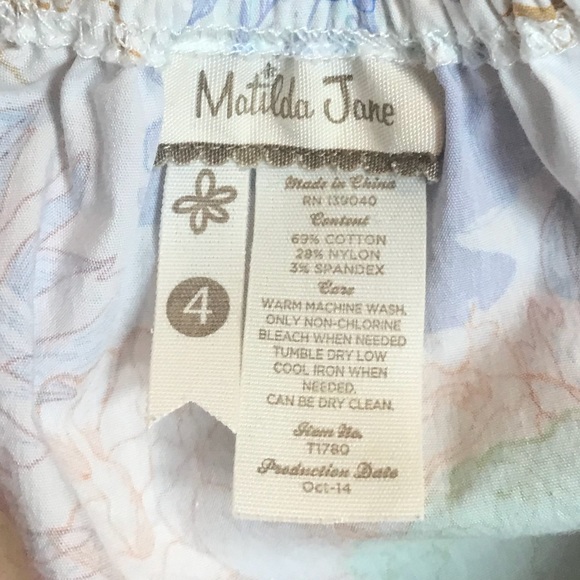 Matilda Jane
4
Made in China
RN 139040
Content
69% COTTON
28% NYLON
3% SPANDEX
Care
WARM MACHINE WASH.
ONLY NON-CHLORINE
BLEACH WHEN NEEDED
TUMBLE DRY LOW
COOL IRON WHEN
NEEDED.
CAN BE DRY CLEAN.
Item No.
T1780
Production Date
Oct-14